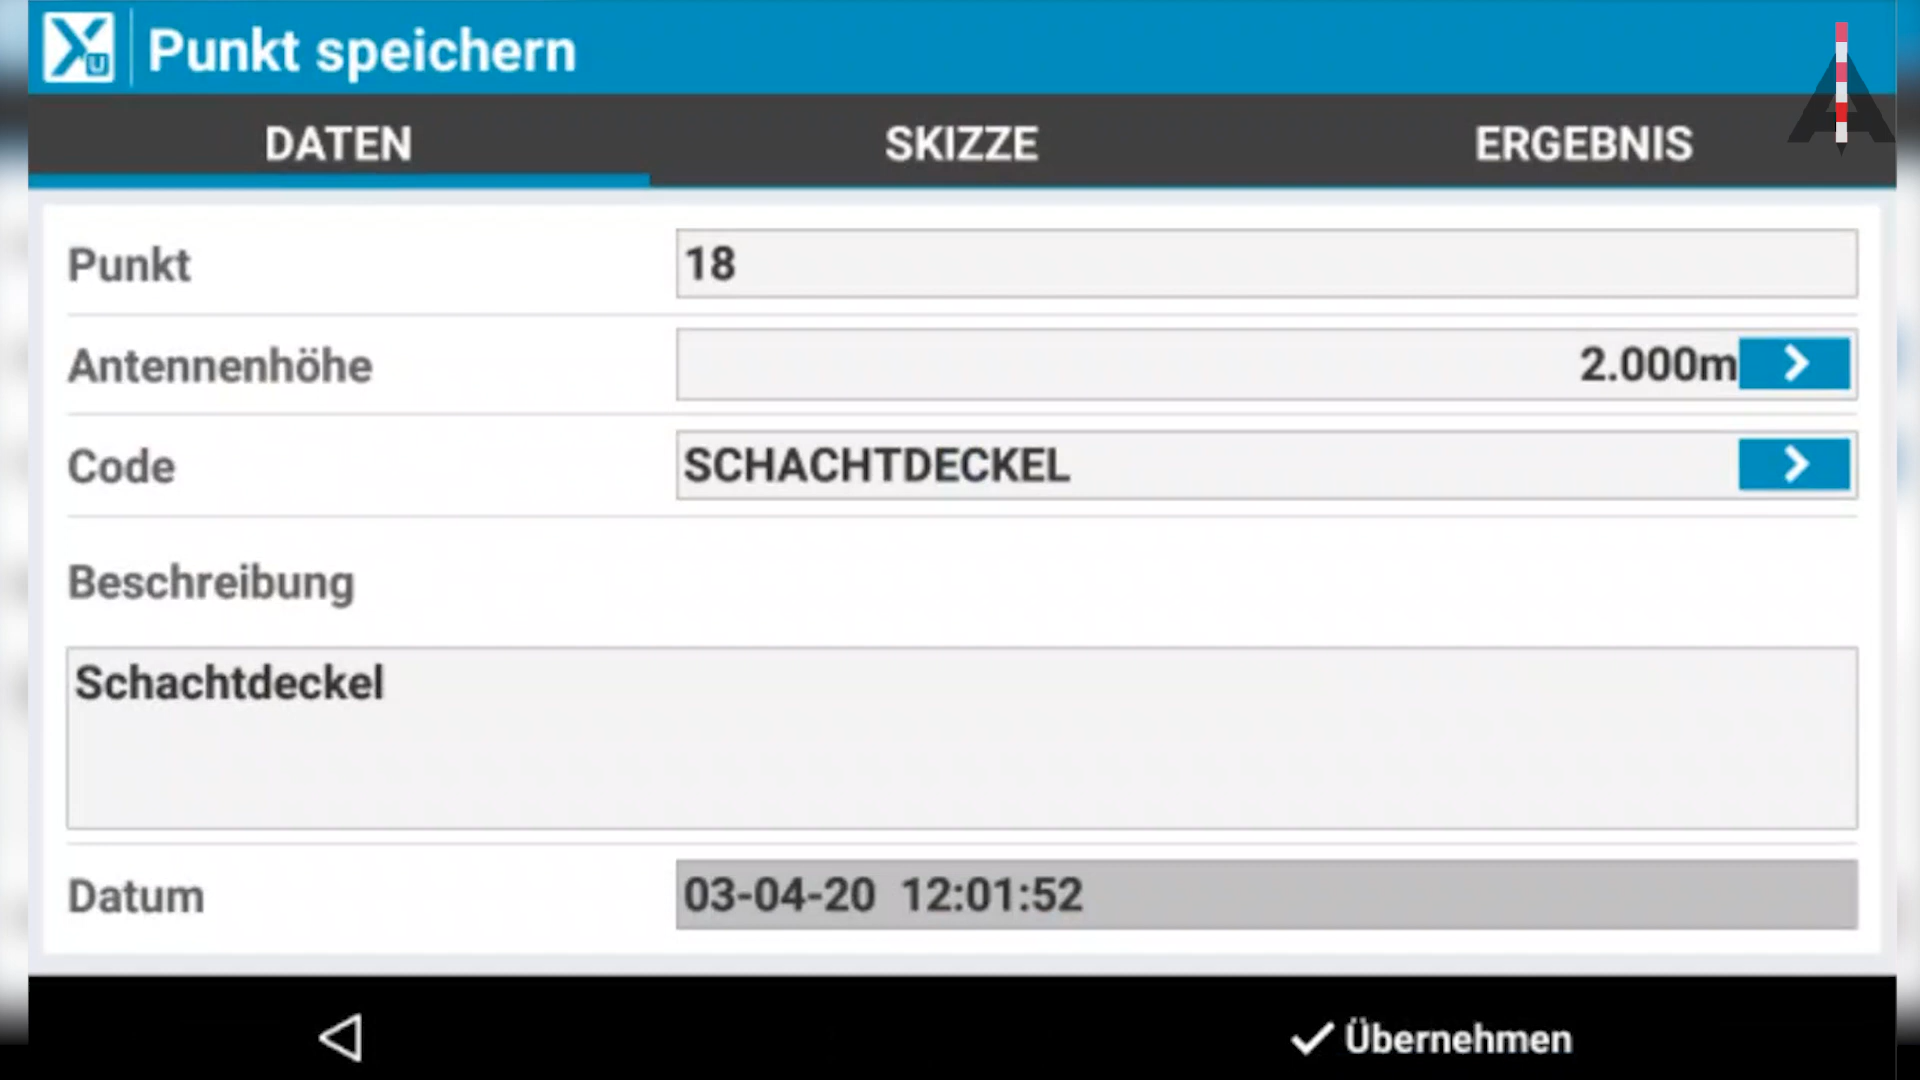 Punkt speichern
DATEN SKIZZE ERGEBNIS
Punkt 18
Antennenhöhe 2.000m
Code SCHACHTDECKEL
Beschreibung
Schachtdeckel
Datum 03-04-20 12:01:52
Übernehmen